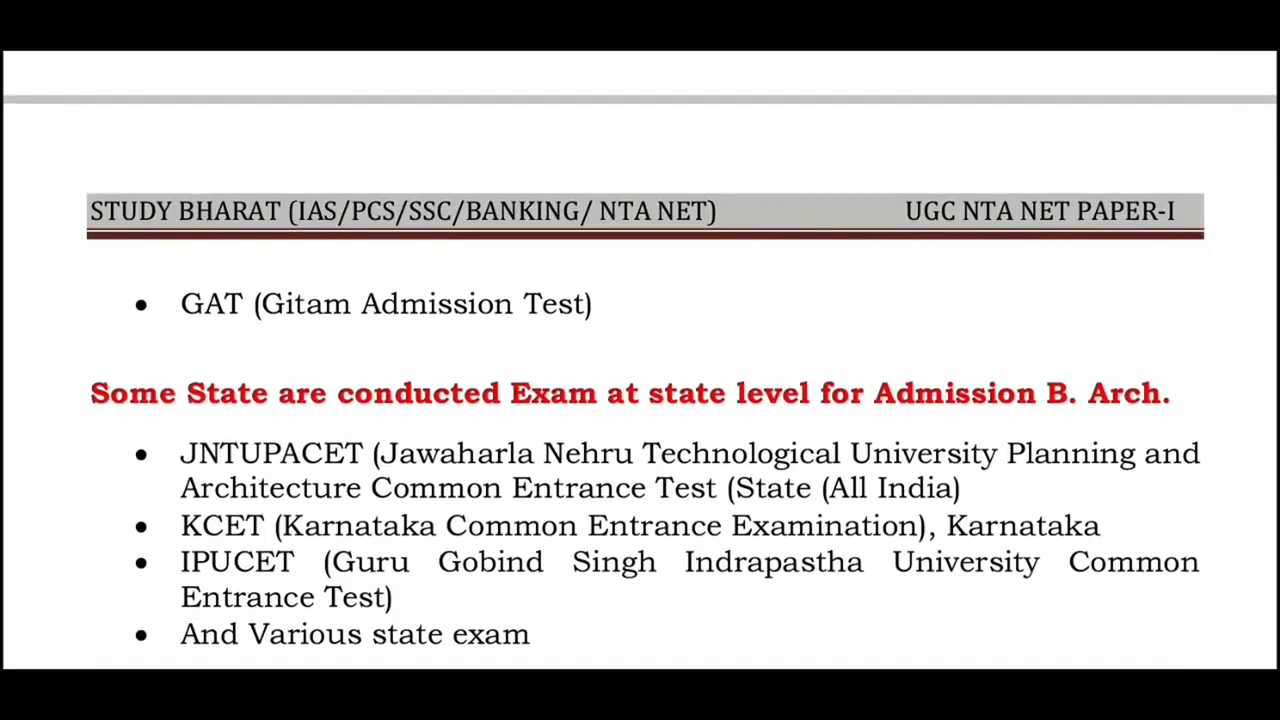 STUDY BHARAT (IAS/PCS/SSC/BANKING/ NTA NET) UGC NTA NET PAPER-I
• GAT (Gitam Admission Test)
Some State are conducted Exam at state level for Admission B. Arch.
• JNTUPACET (Jawaharla Nehru Technological University Planning and
Architecture Common Entrance Test (State (All India)
• KCET (Karnataka Common Entrance Examination), Karnataka
• IPUCET (Guru Gobind Singh Indrapastha University Common
Entrance Test)
• And Various state exam